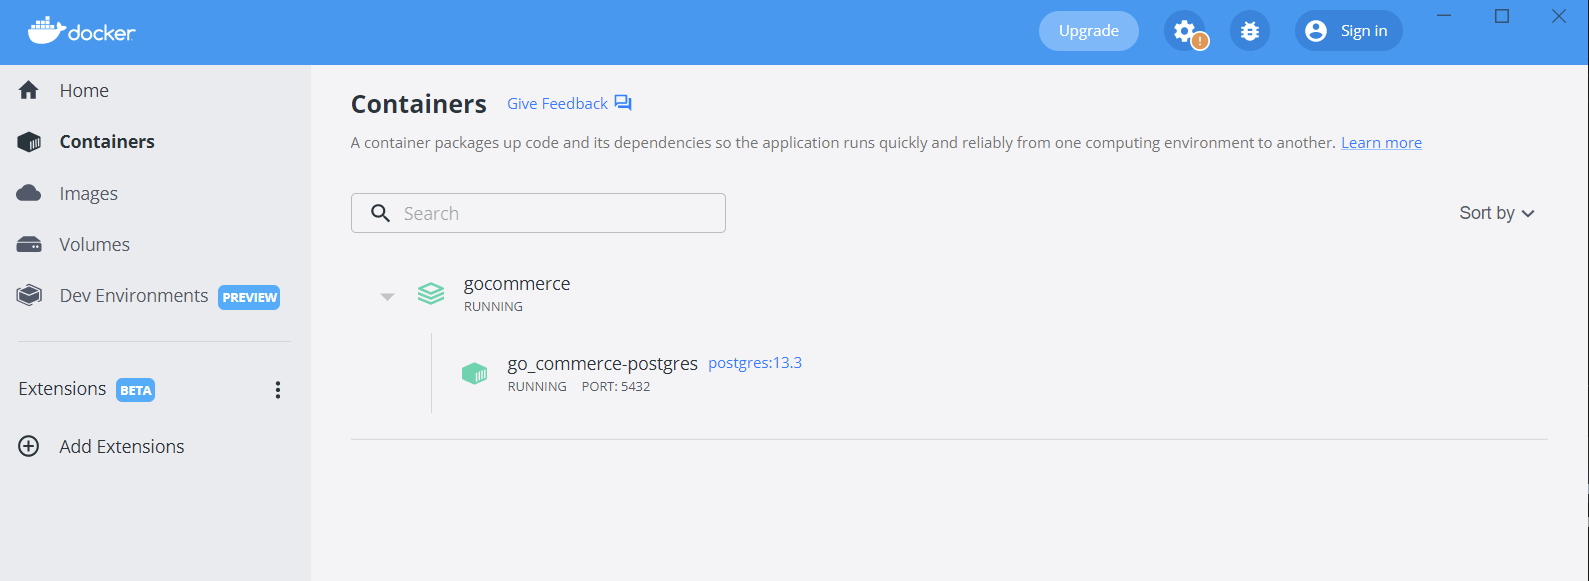 docker
Upgrade
!
Sign in
Home
Containers
Images
Volumes
Dev Environments PREVIEW
Extensions BETA
Add Extensions
Containers Give Feedback
A container packages up code and its dependencies so the application runs quickly and reliably from one computing environment to another. Learn more
Search
Sort by
gocommerce
RUNNING
go_commerce-postgres postgres:13.3
RUNNING PORT: 5432